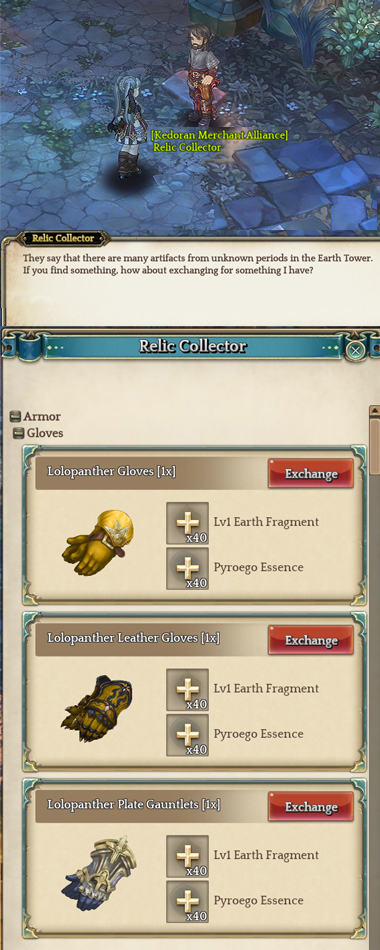 [Kedoran Merchant Alliance]
Relic Collector
Relic Collector
They say that there are many artifacts from unknown periods in the Earth Tower.
If you find something, how about exchanging for something I have?
Relic Collector
Armor
Gloves
Lolopanther Gloves [1x]
Exchange
Lv1 Earth Fragment
x40
Pyroego Essence
x40
Lolopanther Leather Gloves [1x]
Exchange
Lv1 Earth Fragment
x40
Pyroego Essence
x40
Lolopanther Plate Gauntlets [1x]
Exchange
Lv1 Earth Fragment
x40
Pyroego Essence
x40